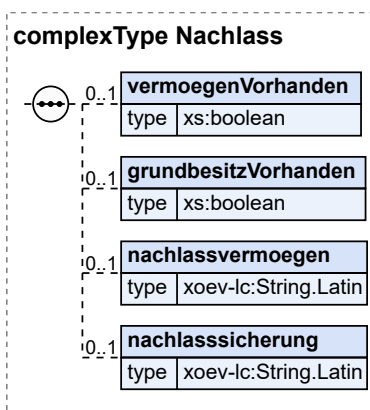 complexType Nachlass
0..1 vermoegenVorhanden
type xs:boolean
0..1 grundbesitzVorhanden
type xs:boolean
0..1 nachlassvermoegen
type xoev-lc:String.Latin
0..1 nachlasssicherung
type xoev-lc:String.Latin